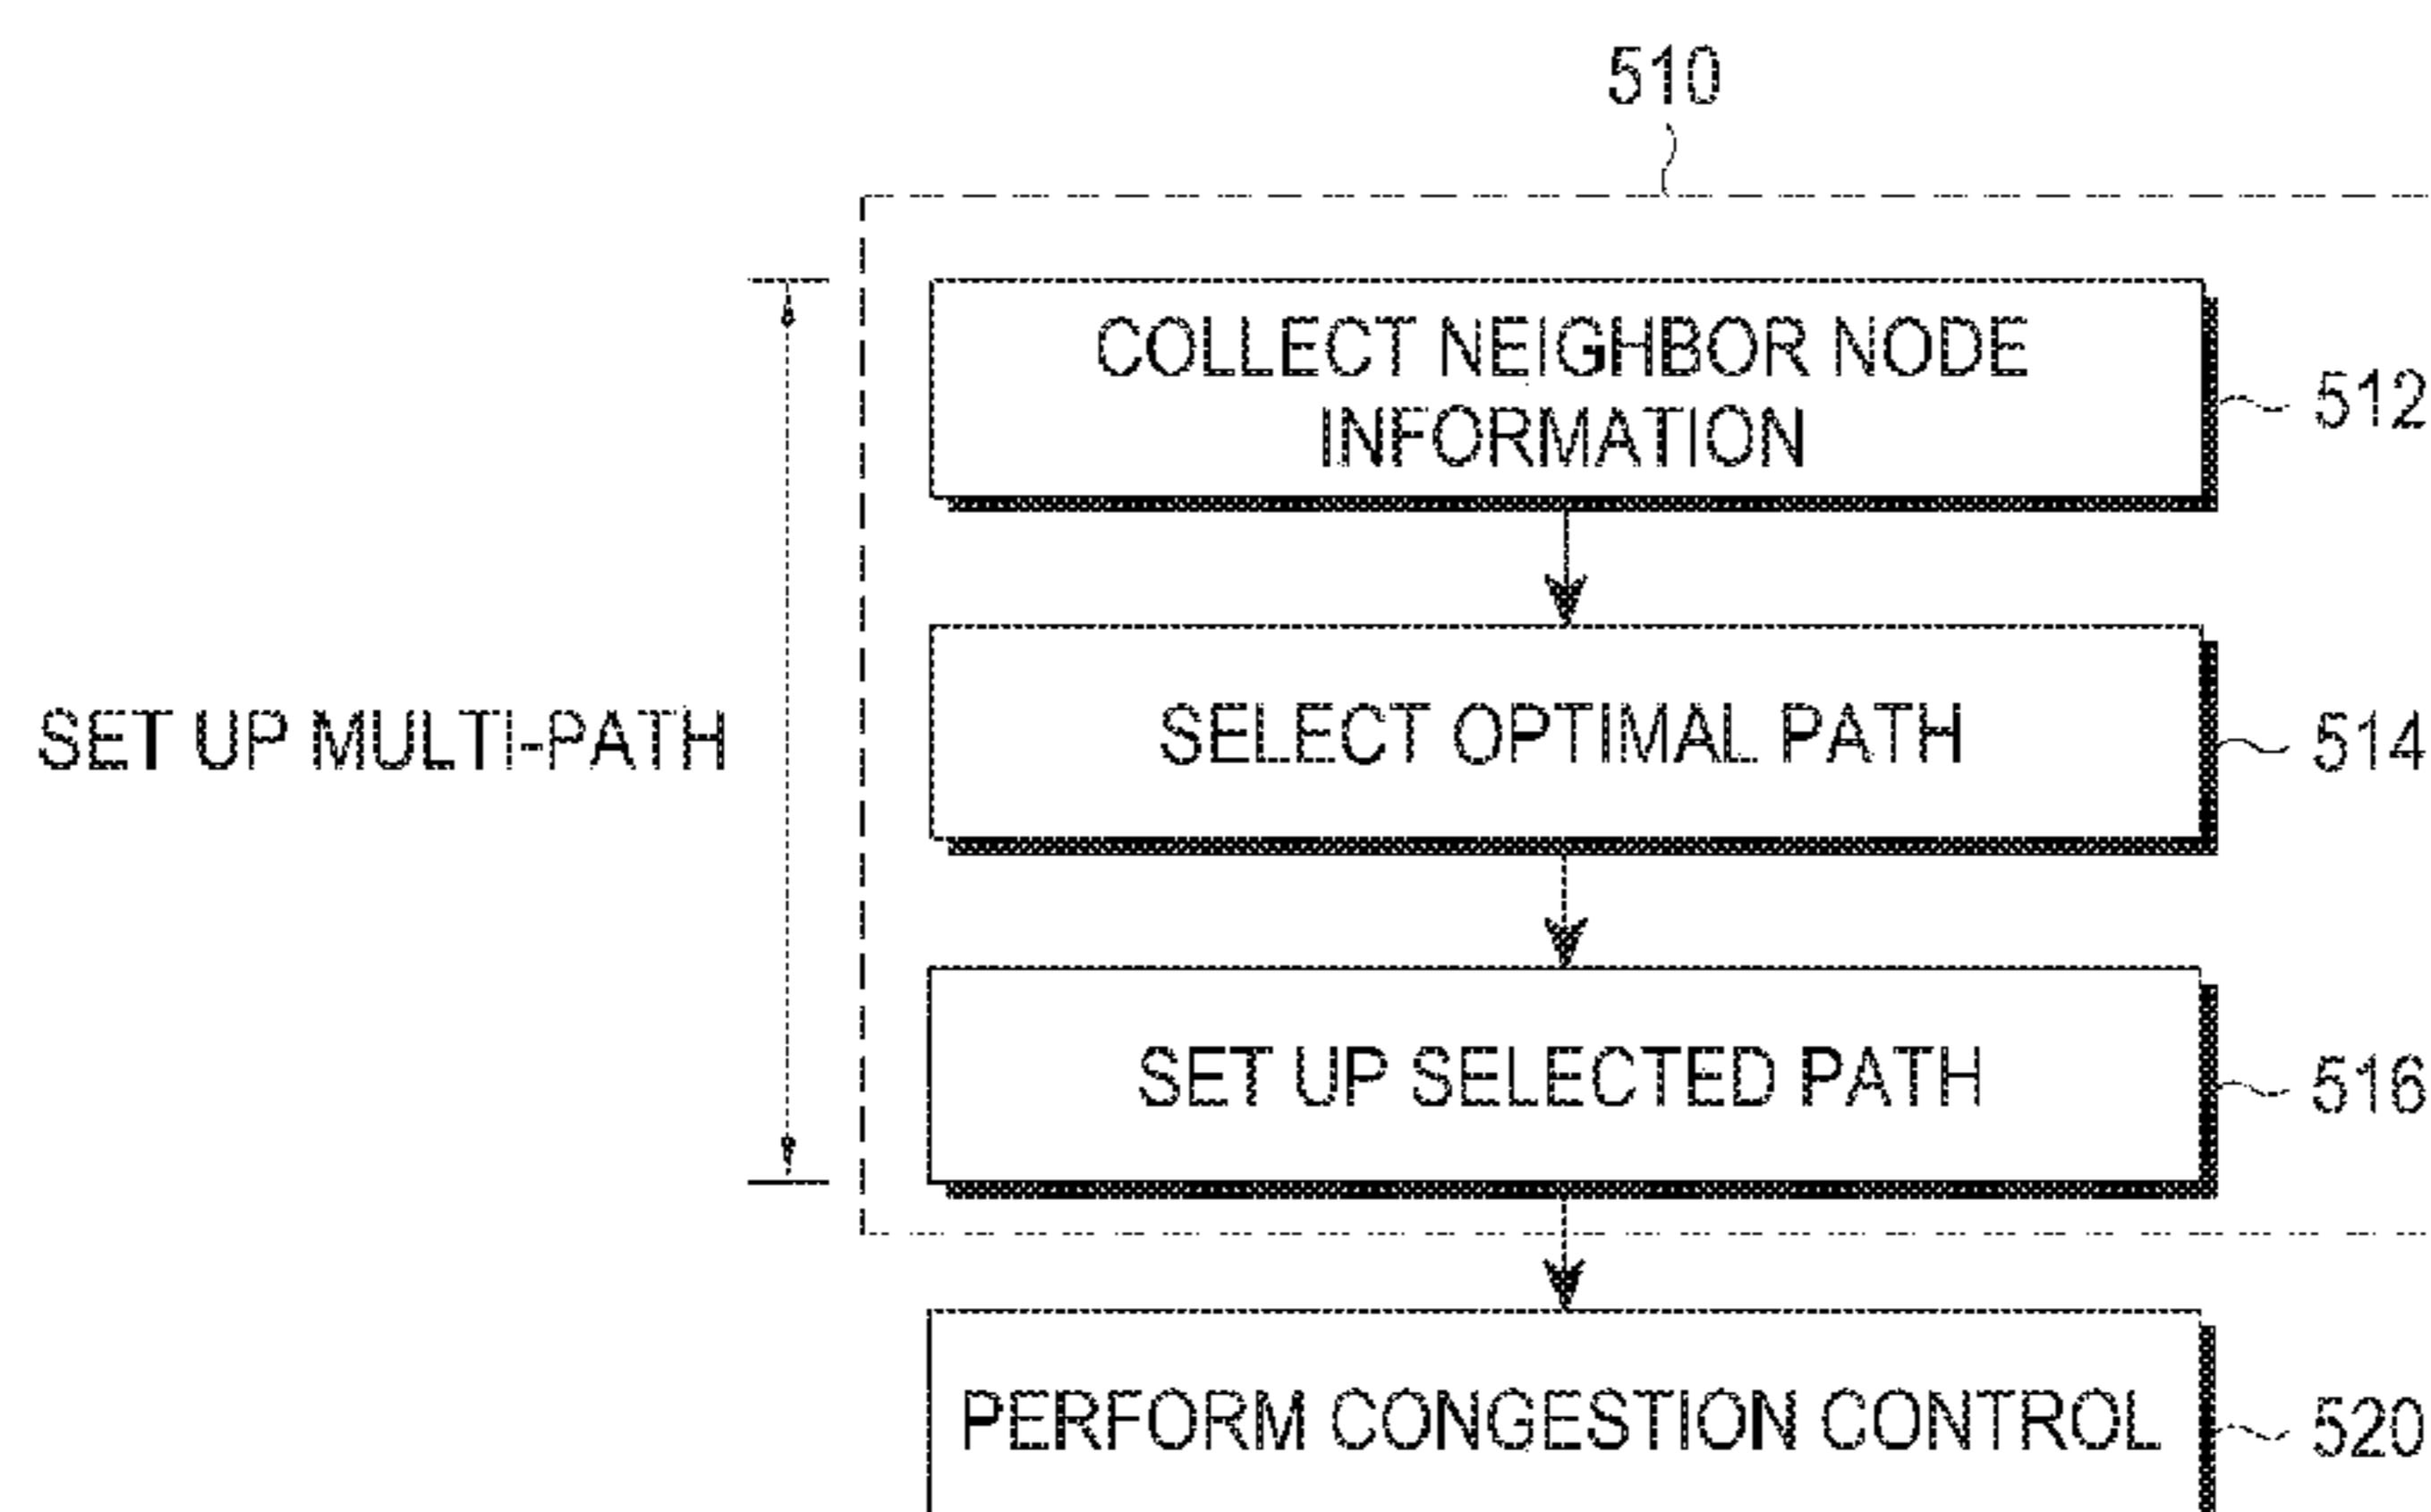 510
COLLECT NEIGHBOR NODE
INFORMATION
512
SET UP MULTI-PATH
SELECT OPTIMAL PATH
514
SET UP SELECTED PATH
516
PERFORM CONGESTION CONTROL
520